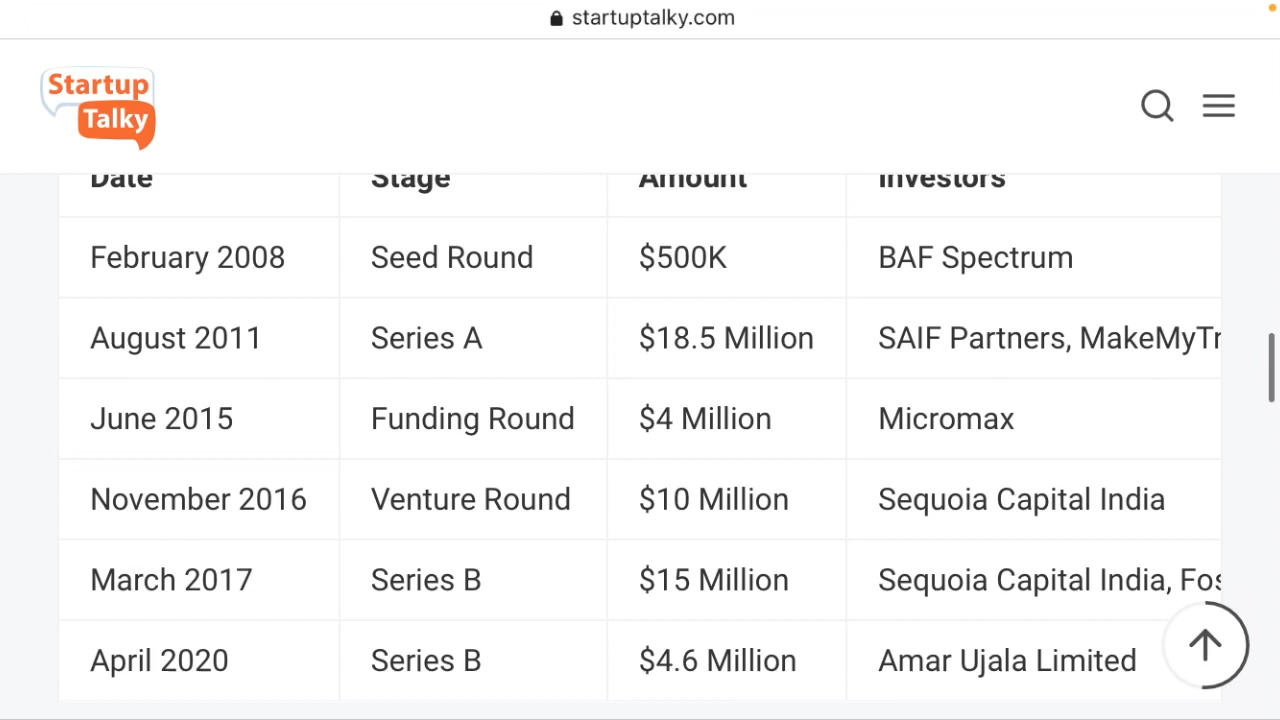 startuptalky.com
Startup
Talky
Date Stage Amount Investors
February 2008 Seed Round $500K BAF Spectrum
August 2011 Series A $18.5 Million SAIF Partners, MakeMyTr
June 2015 Funding Round $4 Million Micromax
November 2016 Venture Round $10 Million Sequoia Capital India
March 2017 Series B $15 Million Sequoia Capital India, Fos
April 2020 Series B $4.6 Million Amar Ujala Limited